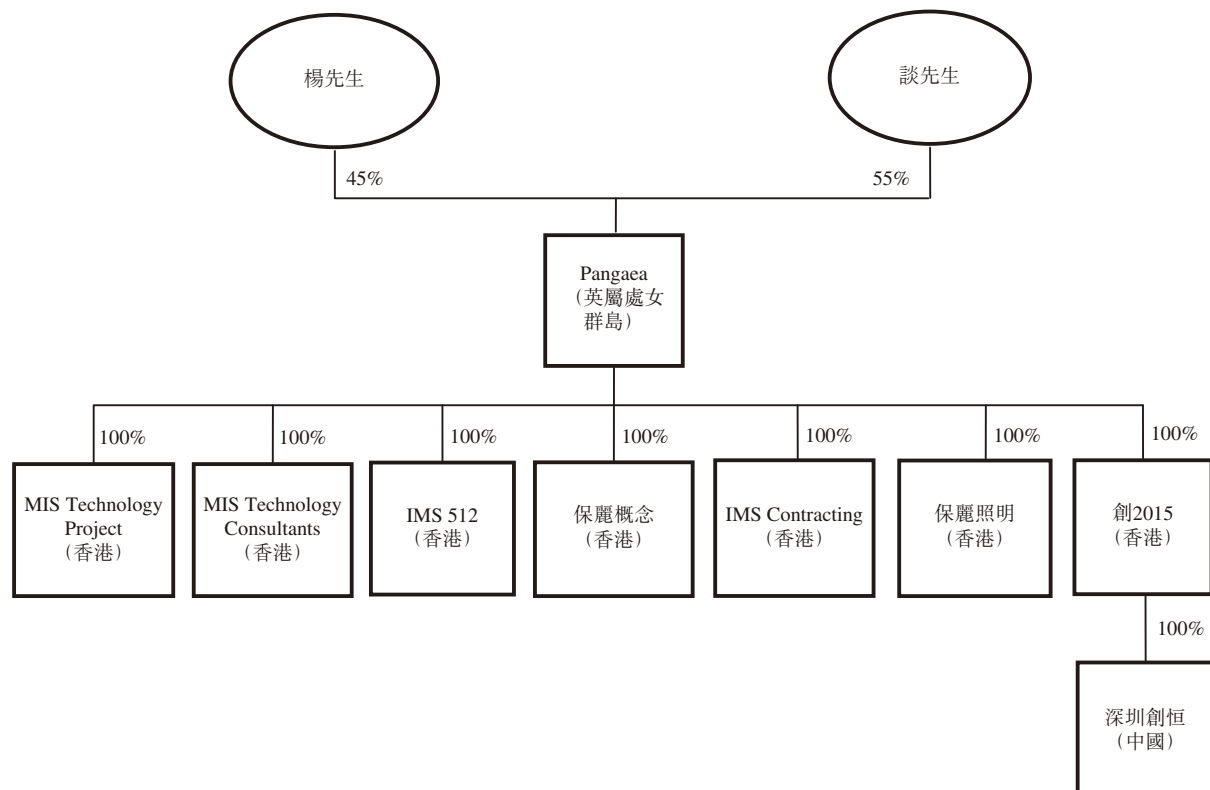 楊先生
談先生
45%
55%
Pangaea
（英屬處女
群島）
100%
100%
100%
100%
100%
100%
100%
MIS Technology
Project
（香港）
MIS Technology
Consultants
（香港）
IMS 512
（香港）
保麗概念
（香港）
IMS Contracting
（香港）
保麗照明
（香港）
創2015
（香港）
100%
深圳創恒
（中國）